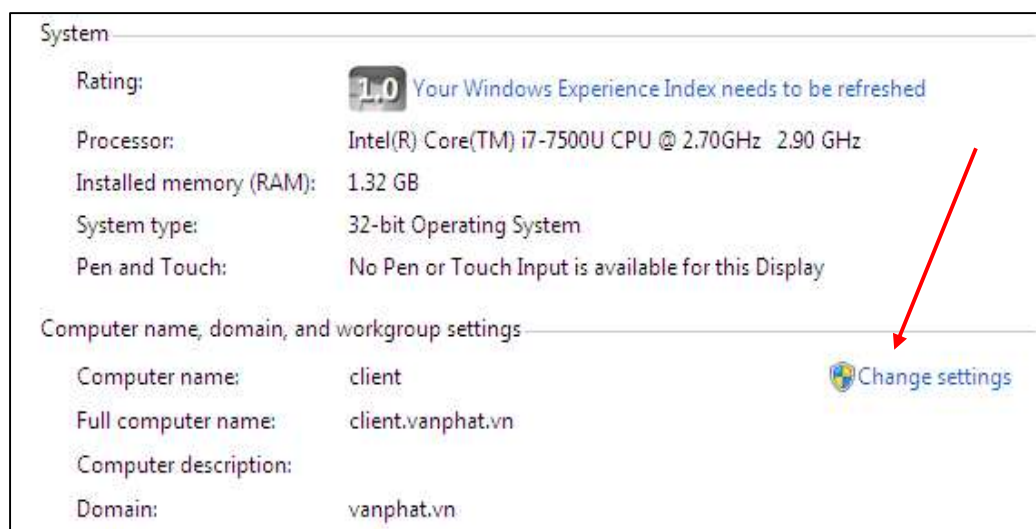 System
Rating: 1.0 Your Windows Experience Index needs to be refreshed
Processor: Intel(R) Core(TM) i7-7500U CPU @ 2.70GHz 2.90 GHz
Installed memory (RAM): 1.32 GB
System type: 32-bit Operating System
Pen and Touch: No Pen or Touch Input is available for this Display
Computer name, domain, and workgroup settings
Computer name: client Change settings
Full computer name: client.vanphat.vn
Computer description:
Domain: vanphat.vn